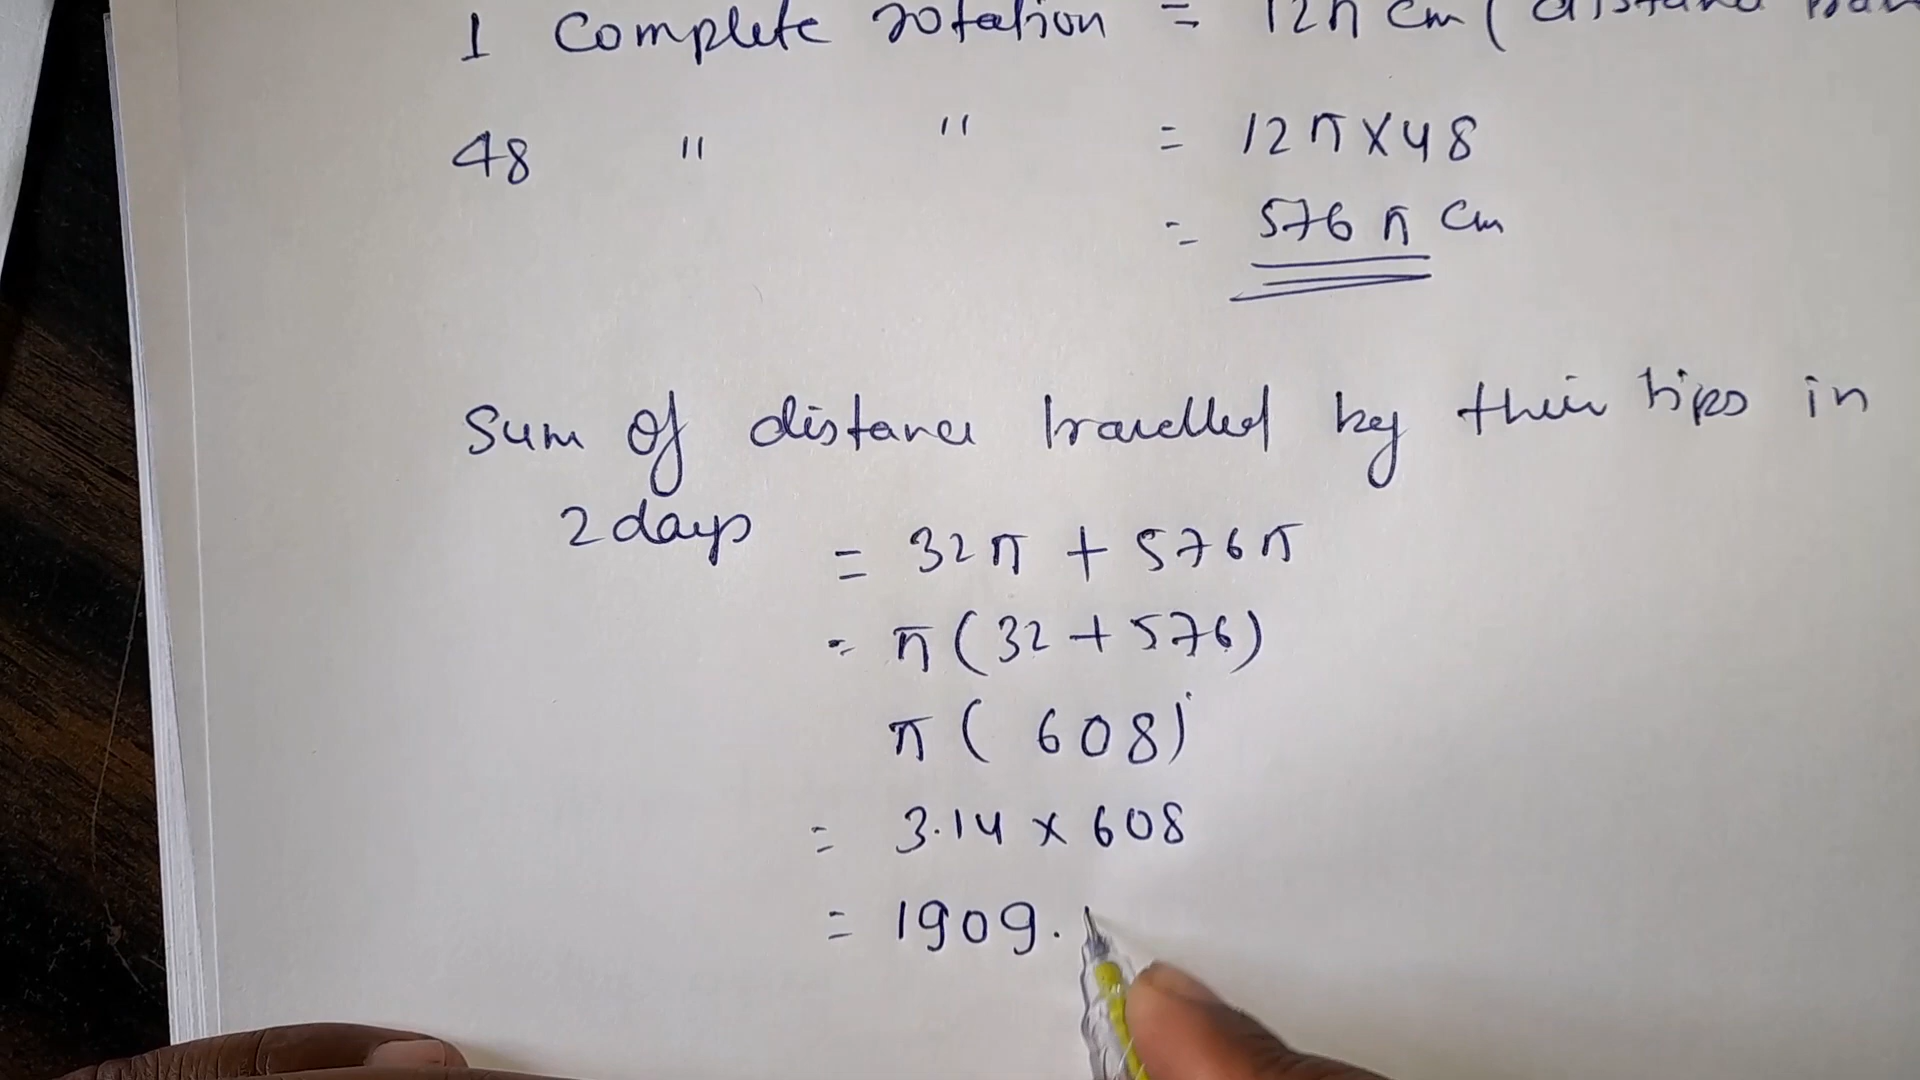 1 Complete rotation = 12π cm (
48 " " = 12π X 48
= 576 π cm
Sum of distance travelled by their tips in
2 days = 32π + 576π
= π (32 + 576)
π ( 608)
= 3.14 x 608
= 1909.